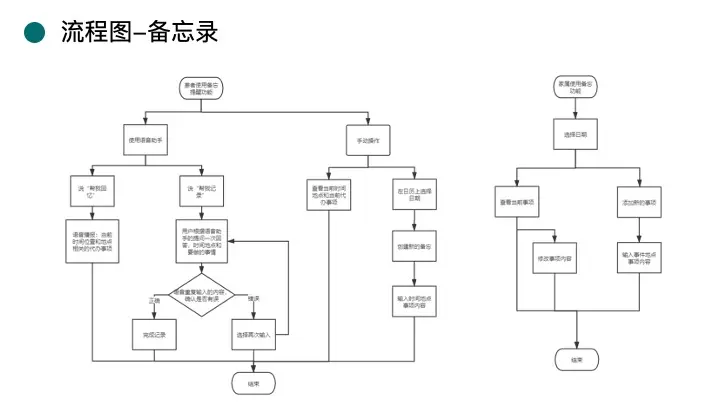 流程图-备忘录
患者使用备忘
提醒功能
使用语音助手
手动操作
说“帮我回
忆”
说“帮我记
录”
查看当前时间
地点和当前代
办事项
在日历上选择
日期
语音播报：当前
时间位置和地点
相关的代办事项
用户根据语音助
手的提问一次回
答，时间地点和
要做的事情
创建新的备忘
语音重复输入的内容，
确认是否有误
正确
错误
输入时间地点
事项内容
完成记录
选择再次输入
结束
家属使用备忘
功能
选择日期
查看当前事项
添加新的事项
修改事项内容
输入事件地点
事项内容
结束